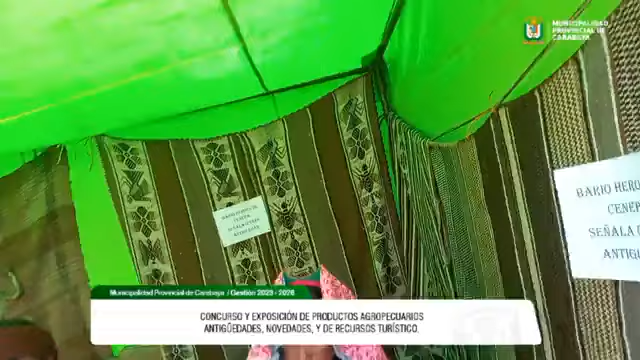 MUNICIPALIDAD
PROVINCIAL DE
CARABAYA
BARIO HERO
CENEP
SEÑALA
ANTIG
Municipalidad Provincial de Carabaya / Gestión 2023 - 2026
CONCURSO Y EXPOSICIÓN DE PRODUCTOS AGROPECUARIOS
ANTIGÜEDADES, NOVEDADES, Y DE RECURSOS TURÍSTICO.